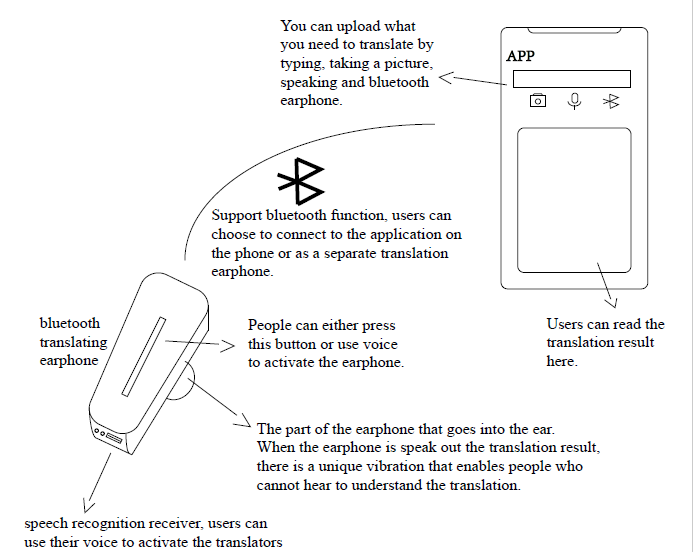 You can upload what
you need to translate by
typing, taking a picture,
speaking and bluetooth
earphone.
APP
Support bluetooth function, users can
choose to connect to the application on
the phone or as a separate translation
earphone.
bluetooth
translating
earphone
People can either press
this button or use voice
to activate the earphone.
Users can read the
translation result
here.
The part of the earphone that goes into the ear.
When the earphone is speak out the translation result,
there is a unique vibration that enables people who
cannot hear to understand the translation.
speech recognition receiver, users can
use their voice to activate the translators